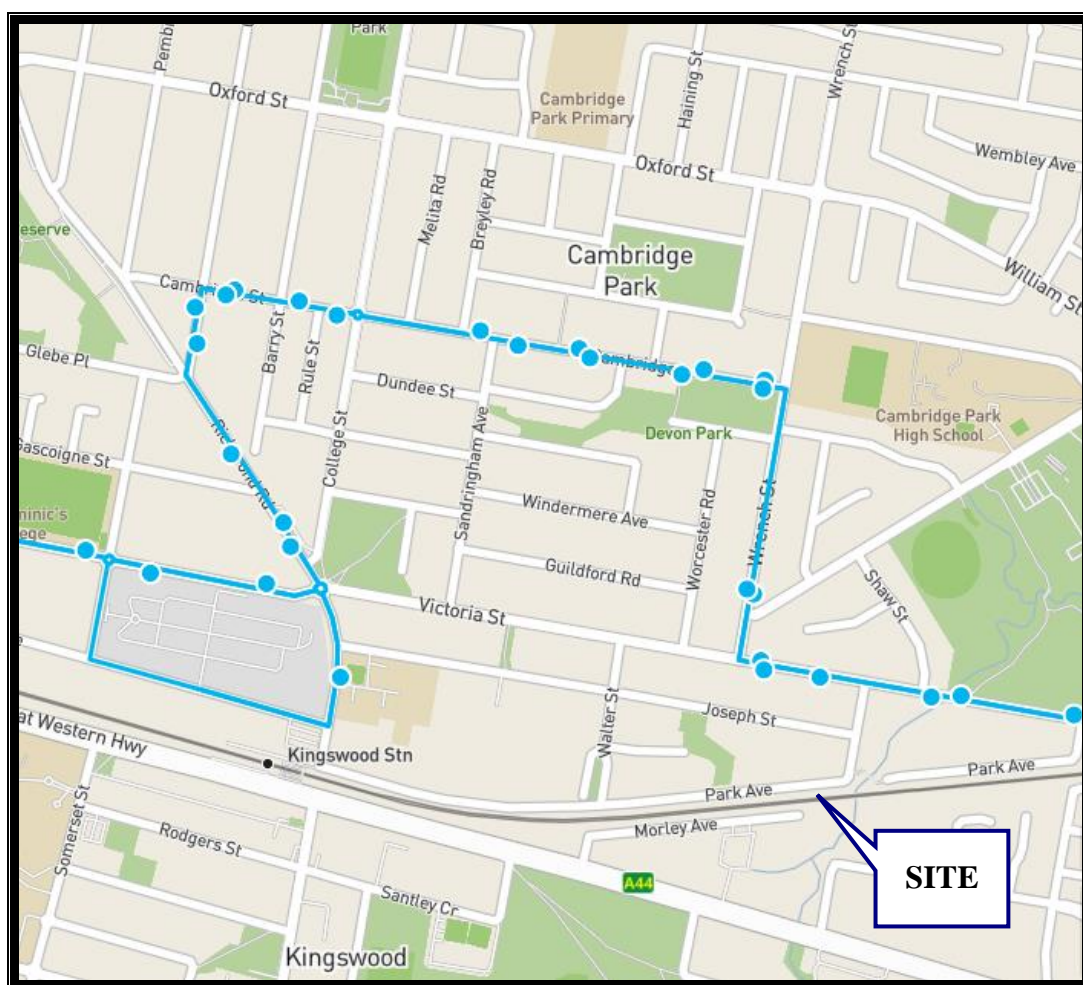 Park
Pemb
Oxford St
Cambridge
Park Primary
Haining St
Wrench St
Wembley Ave
Oxford St
Melita Rd
Breyley Rd
eserve
Cambridge
Park
William St
Cambri
St
Glebe Pl
Barry St
Rule St
Cambridge
Dundee St
Cambridge Park
High School
Devon Park
College St
Sandringham Ave
Gascoigne St
Windermere Ave
Worcester Rd
Wrench St
minic's
ege
Guildford Rd
Shaw St
Victoria St
Joseph St
Walter St
at Western Hwy
Kingswood Stn
Park Ave
Park Ave
Morley Ave
Somerset St
Rodgers St
A44
SITE
Santley Cr
Kingswood